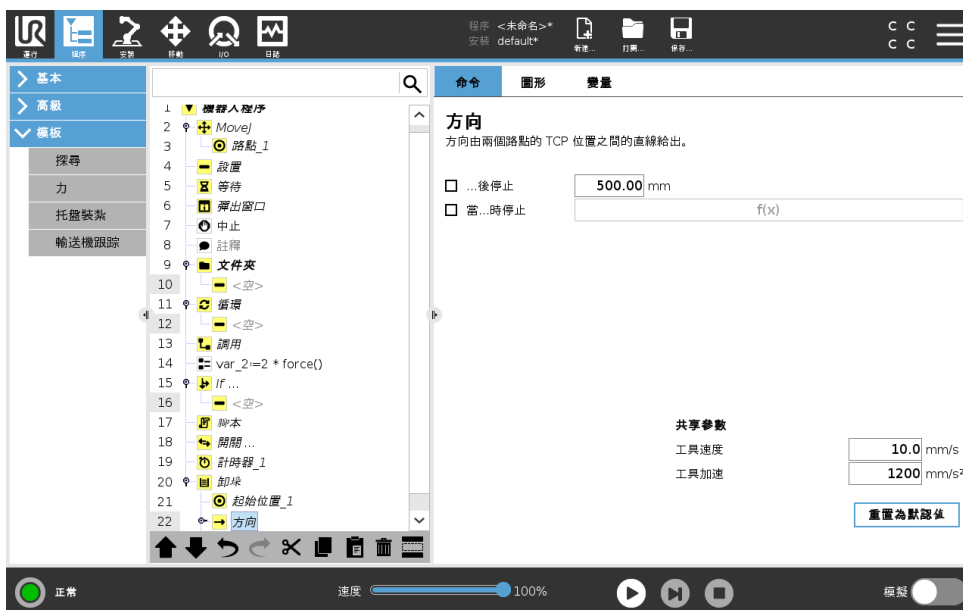 運行
程序
安裝
移動
I/O
日誌
程序 <未命名>*
安裝 default*
新建...
打開...
保存...
C C
C C
基本
高級
模板
探尋
力
托盤裝紮
輸送機跟踪
1 機器人程序
2 MoveJ
3 路點_1
4 設置
5 等待
6 彈出窗口
7 中止
8 註釋
9 文件夾
10 <空>
11 循環
12 <空>
13 調用
14 var_2≔2 * force()
15 If ...
16 <空>
17 腳本
18 開關 ...
19 計時器_1
20 卸垛
21 起始位置_1
22 方向
命令 圖形 變量
方向
方向由兩個路點的 TCP 位置之間的直線給出。
...後停止 500.00 mm
當...時停止 f(x)
共享參數
工具速度 10.0 mm/s
工具加速 1200 mm/s²
重置為默認值
正常
速度 100%
模擬